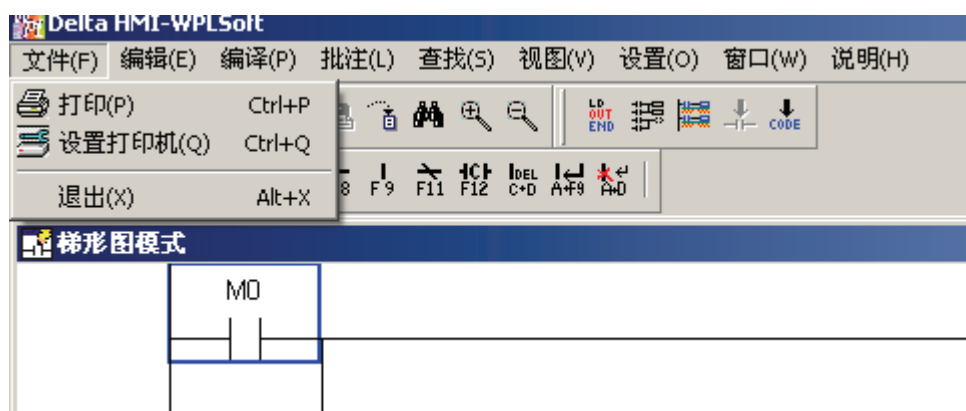 Delta HMI-WPLSoft
文件(F) 编辑(E) 编译(P) 批注(L) 查找(S) 视图(V) 设置(O) 窗口(W) 说明(H)
打印(P) Ctrl+P
设置打印机(Q) Ctrl+Q
退出(X) Alt+X
LD
OUT
END
CODE
8 F9 F11 F12 DEL C+D A+F9 A+D
梯形图模式
M0